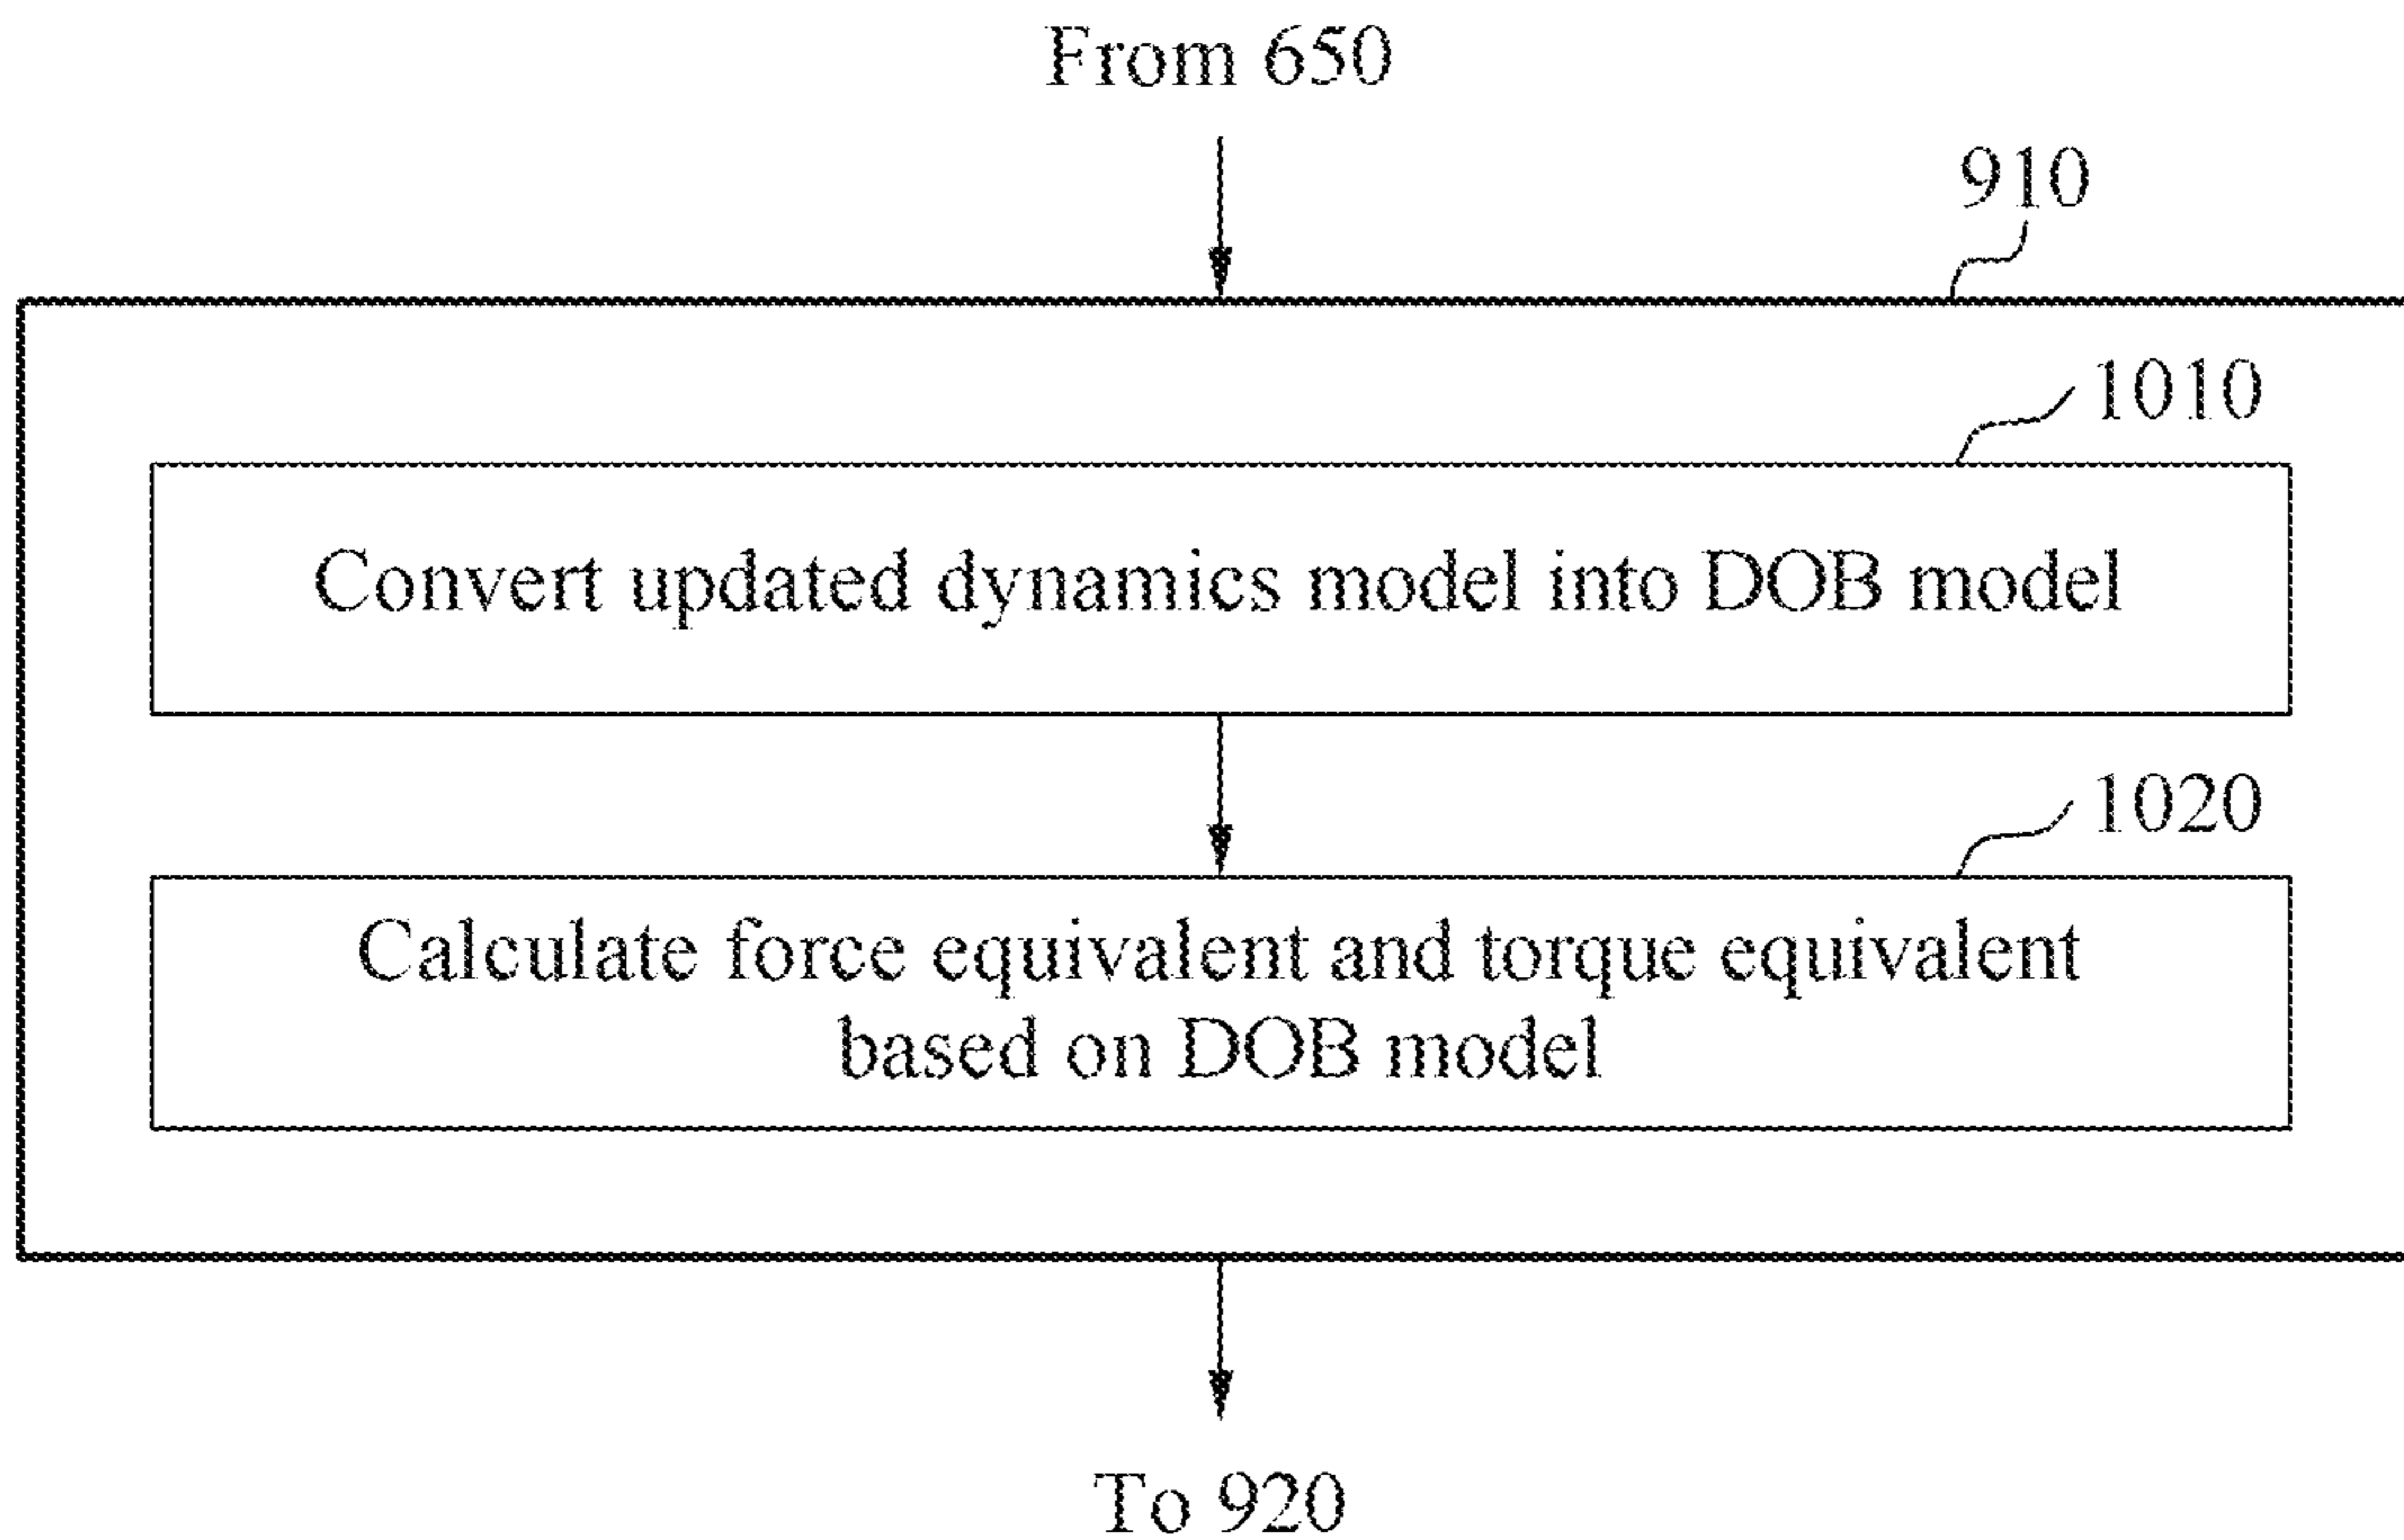 From 650
910
1010
Convert updated dynamics model into DOB model
1020
Calculate force equivalent and torque equivalent
based on DOB model
To 920